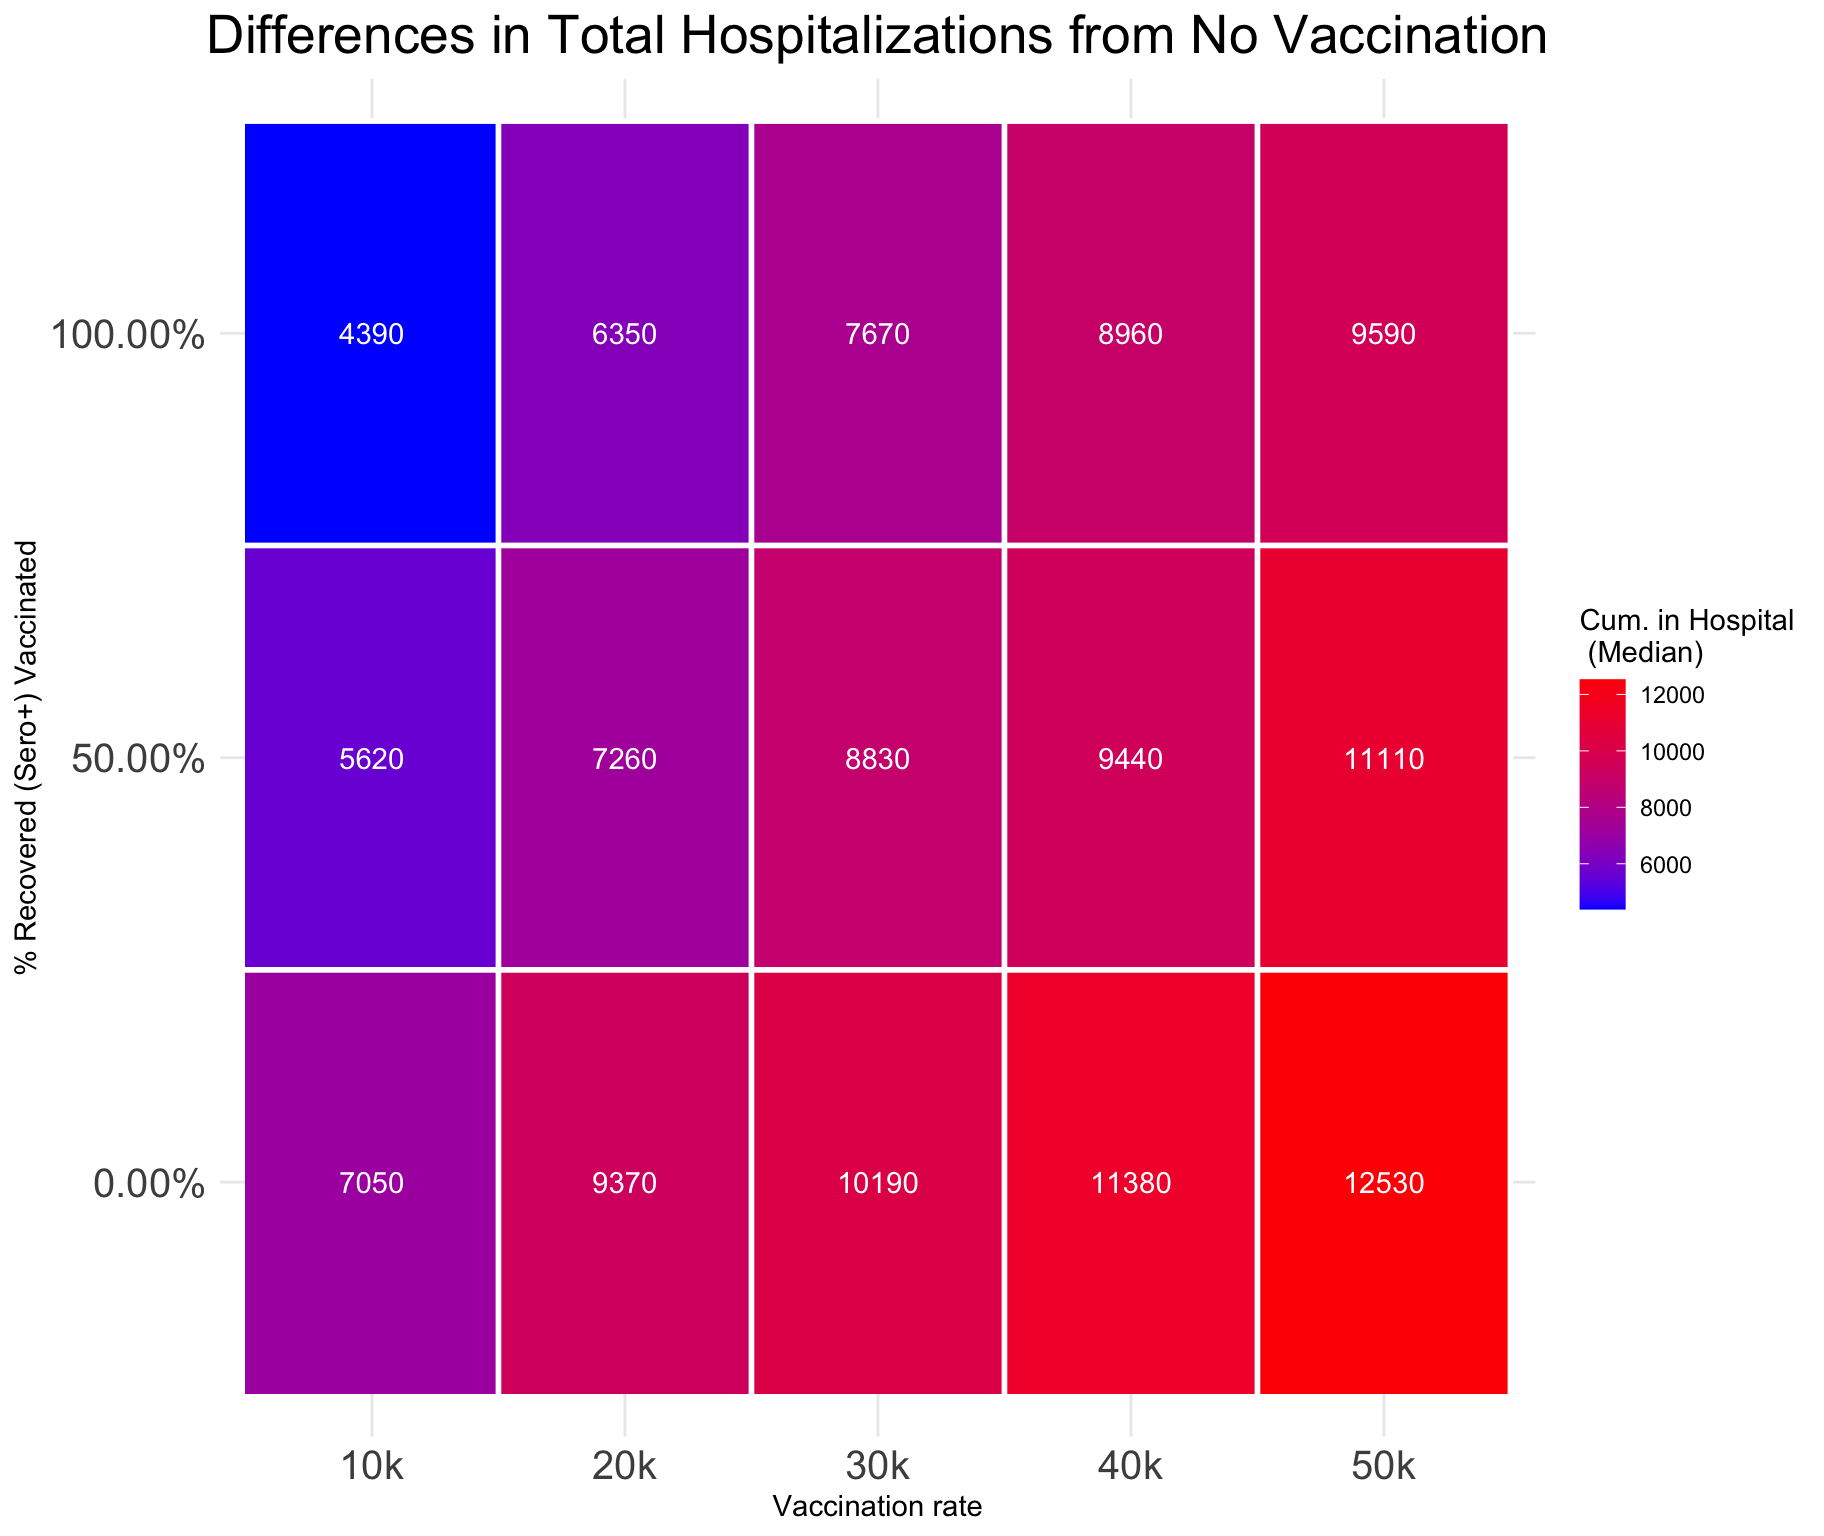 Differences in Total Hospitalizations from No Vaccination
% Recovered (Sero+) Vaccinated
100.00%
4390 6350 7670 8960 9590
50.00%
5620 7260 8830 9440 11110
0.00%
7050 9370 10190 11380 12530
10k 20k 30k 40k 50k
Vaccination rate
Cum. in Hospital
(Median)
12000
10000
8000
6000